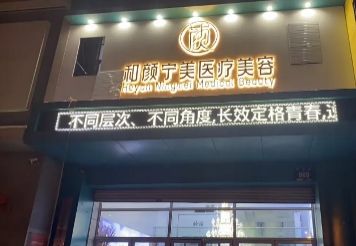 颜
和颜宁美医疗美容
Heyan Ningmei Medical Beauty
不同层次、不同角度,长效定格青春,